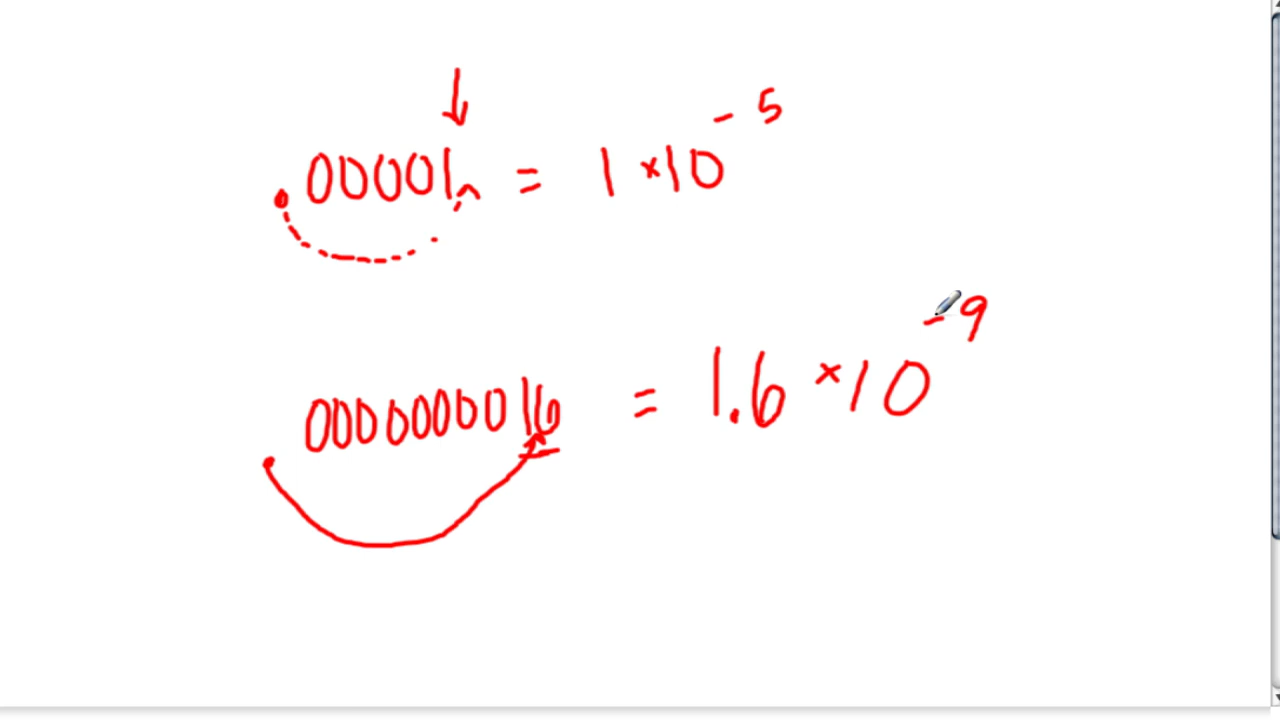 .00001 = 1 × 10⁻⁵
.0000000016 = 1.6 × 10⁻⁹